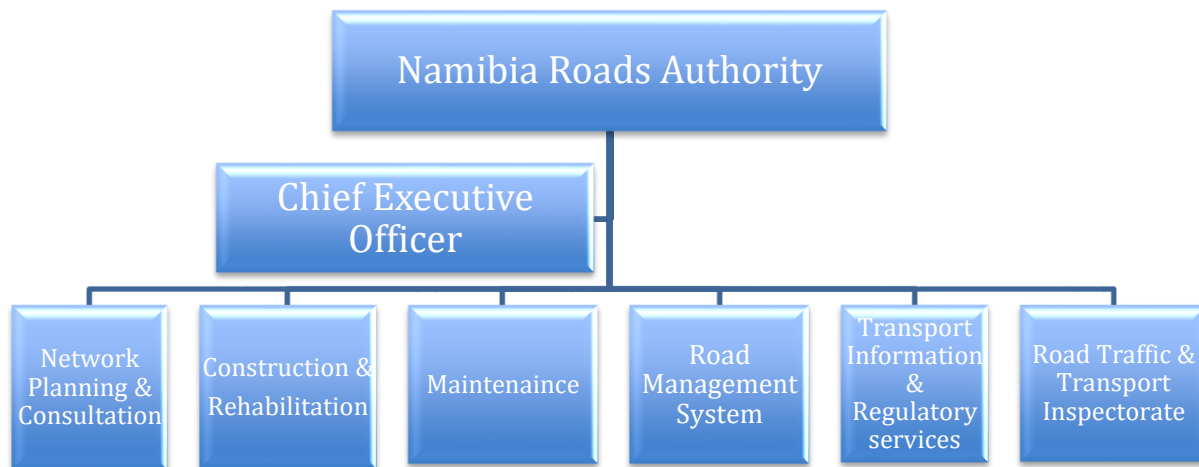 Namibia Roads Authority
Chief Executive
Officer
Network
Planning &
Consultation
Construction &
Rehabilitation
Maintenaince
Road
Management
System
Transport
Information
&
Regulatory
services
Road Traffic &
Transport
Inspectorate